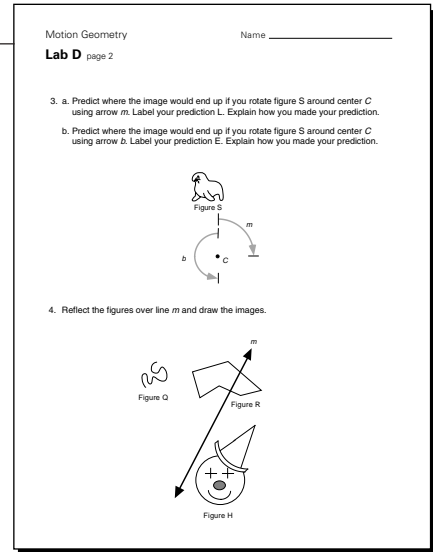 Motion Geometry Name
Lab D page 2
3. a. Predict where the image would end up if you rotate figure S around center C
using arrow m. Label your prediction L. Explain how you made your prediction.
b. Predict where the image would end up if you rotate figure S around center C
using arrow b. Label your prediction E. Explain how you made your prediction.
Figure S
m
b
C
4. Reflect the figures over line m and draw the images.
m
Figure Q
Figure R
Figure H